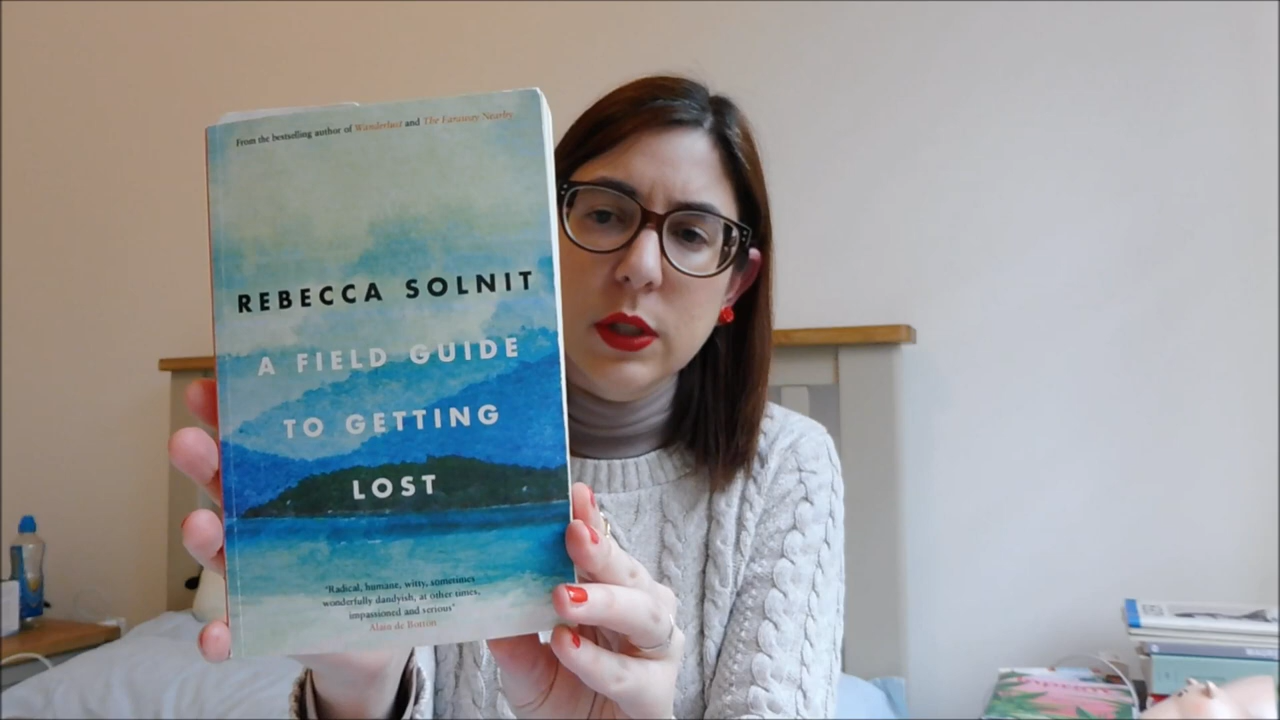 From the bestselling author of Wanderlust and The Faraway Nearby
REBECCA SOLNIT
A FIELD GUIDE
TO GETTING
LOST
'Radical, humane, witty, sometimes
wonderfully dandyish, at other times,
impassioned and serious'
Alain de Botton